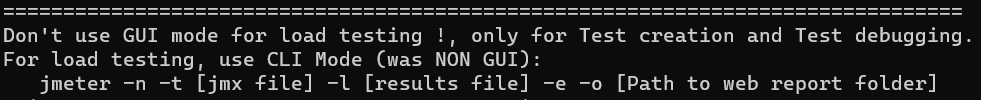 ================================================================================
Don't use GUI mode for load testing !, only for Test creation and Test debugging.
For load testing, use CLI Mode (was NON GUI):
   jmeter -n -t [jmx file] -l [results file] -e -o [Path to web report folder]